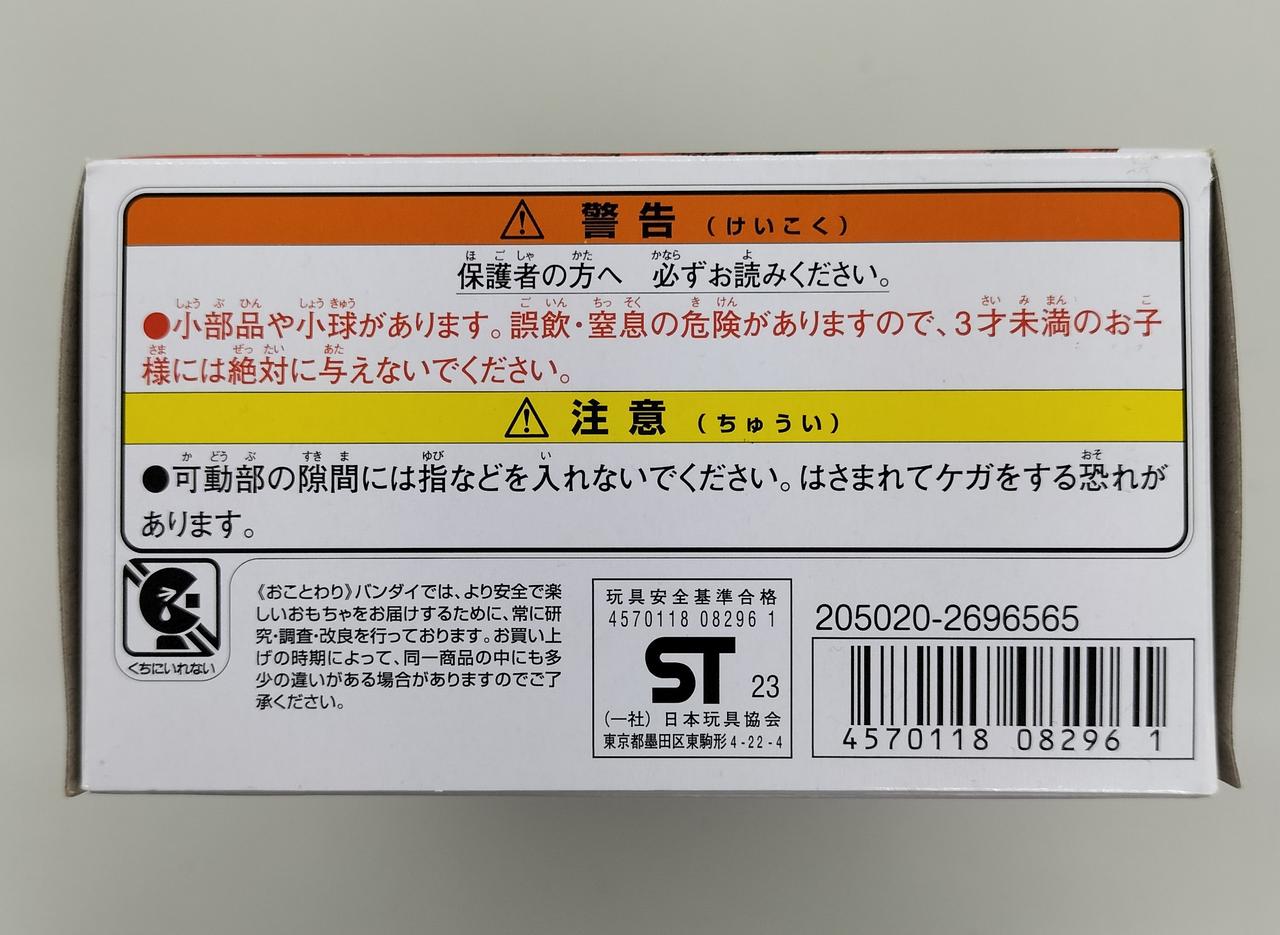 警告 (けいこく)
保護者の方へ 必ずお読みください。
●小部品や小球があります。誤飲・窒息の危険がありますので、3才未満のお子
様には絶対に与えないでください。
注意 (ちゅうい)
●可動部の隙間には指などを入れないでください。はさまれてケガをする恐れが
あります。
くちにいれない
《おことわり》バンダイでは、より安全で楽
しいおもちゃをお届けするために、常に研
究・調査・改良を行っております。お買い上
げの時期によって、同一商品の中にも多
少の違いがある場合がありますのでご了
承ください。
玩具安全基準合格
4570118 08296 1
ST 23
(一社) 日本玩具協会
東京都墨田区東駒形4-22-4
205020-2696565
4570118 08296 1